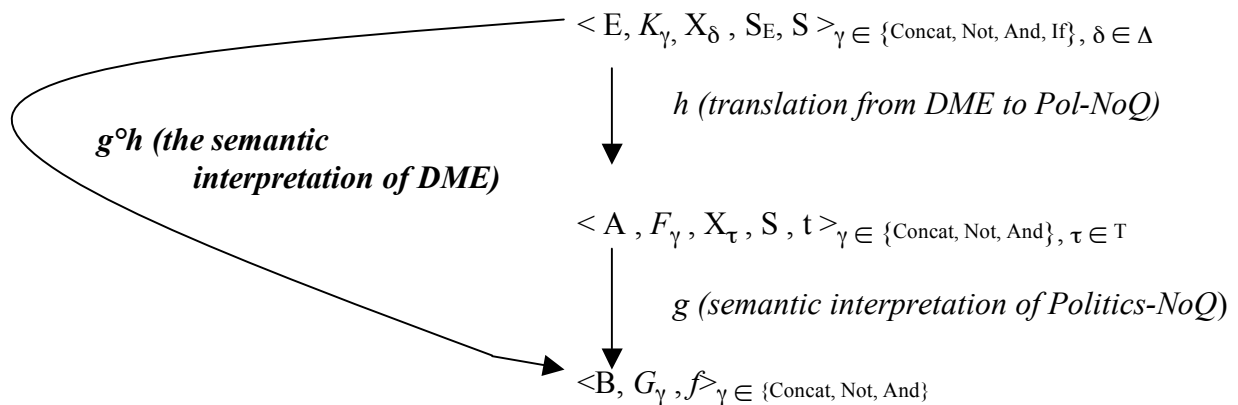 < E, Kγ, Xδ , SE, S >γ ∈ {Concat, Not, And, If}, δ ∈ Δ
h (translation from DME to Pol-NoQ)
g°h (the semantic
interpretation of DME)
< A , Fγ , Xτ , S , t >γ ∈ {Concat, Not, And}, τ ∈ T
g (semantic interpretation of Politics-NoQ)
<B, Gγ , f>γ ∈ {Concat, Not, And}